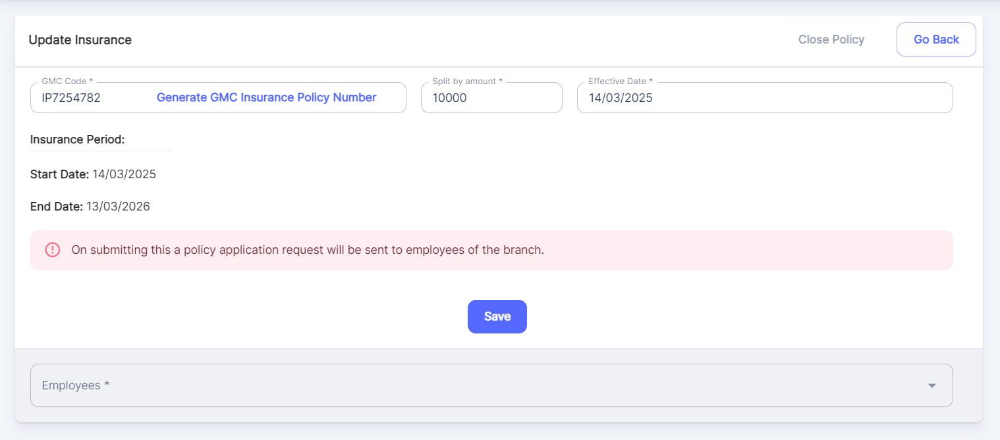 Update Insurance
Close Policy
Go Back
GMC Code *
Split by amount *
Effective Date *
IP7254782
Generate GMC Insurance Policy Number
10000
14/03/2025
Insurance Period:
Start Date: 14/03/2025
End Date: 13/03/2026
On submitting this a policy application request will be sent to employees of the branch.
Save
Employees *